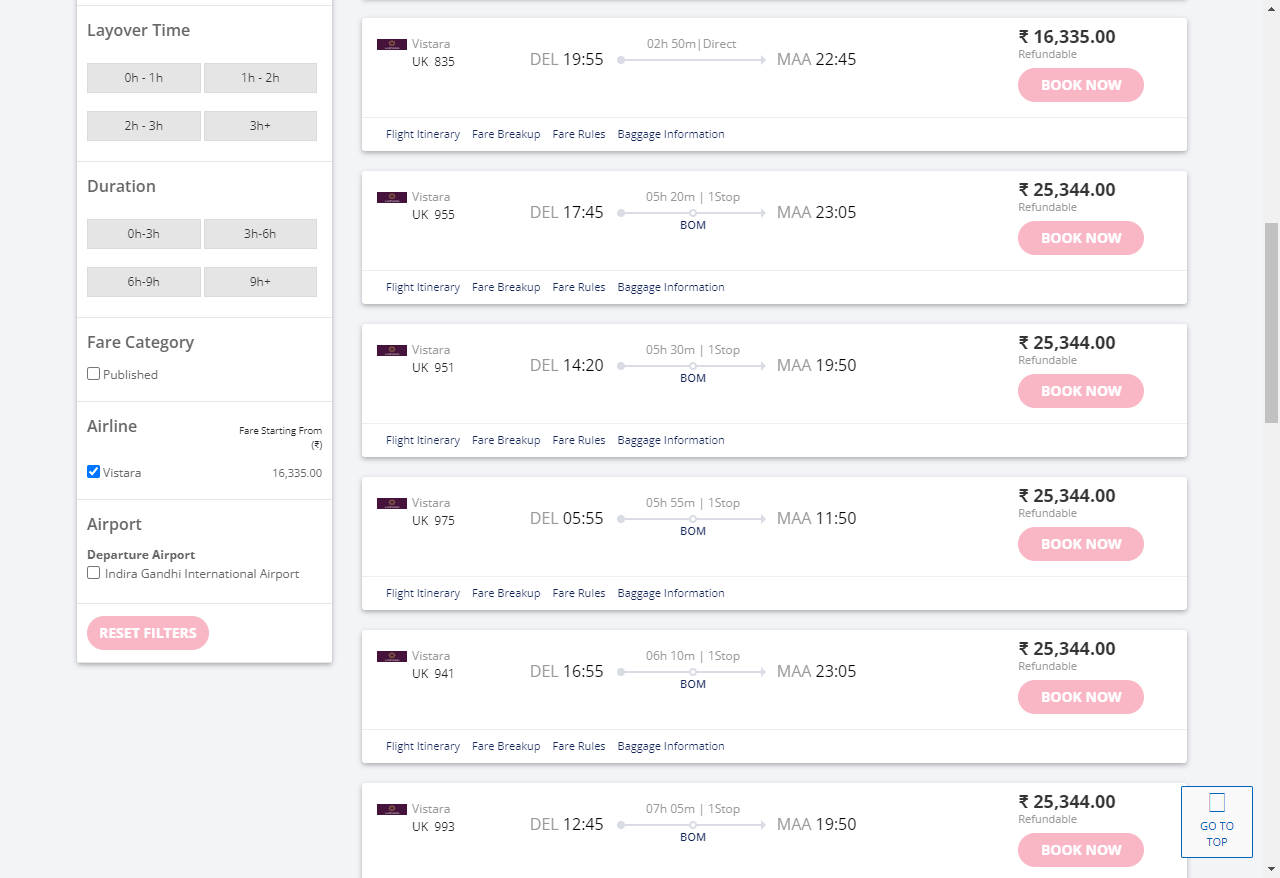 Layover Time
0h - 1h
1h - 2h
2h - 3h
3h+
Duration
0h-3h
3h-6h
6h-9h
9h+
Fare Category
Published
Airline
Fare Starting From
(₹)
Vistara
16,335.00
Airport
Departure Airport
Indira Gandhi International Airport
RESET FILTERS
Vistara
UK 835
DEL 19:55
02h 50m|Direct
MAA 22:45
₹ 16,335.00
Refundable
BOOK NOW
Flight Itinerary Fare Breakup Fare Rules Baggage Information
Vistara
UK 955
DEL 17:45
05h 20m | 1Stop
BOM
MAA 23:05
₹ 25,344.00
Refundable
BOOK NOW
Flight Itinerary Fare Breakup Fare Rules Baggage Information
Vistara
UK 951
DEL 14:20
05h 30m | 1Stop
BOM
MAA 19:50
₹ 25,344.00
Refundable
BOOK NOW
Flight Itinerary Fare Breakup Fare Rules Baggage Information
Vistara
UK 975
DEL 05:55
05h 55m | 1Stop
BOM
MAA 11:50
₹ 25,344.00
Refundable
BOOK NOW
Flight Itinerary Fare Breakup Fare Rules Baggage Information
Vistara
UK 941
DEL 16:55
06h 10m | 1Stop
BOM
MAA 23:05
₹ 25,344.00
Refundable
BOOK NOW
Flight Itinerary Fare Breakup Fare Rules Baggage Information
Vistara
UK 993
DEL 12:45
07h 05m | 1Stop
BOM
MAA 19:50
₹ 25,344.00
Refundable
BOOK NOW
GO TO
TOP